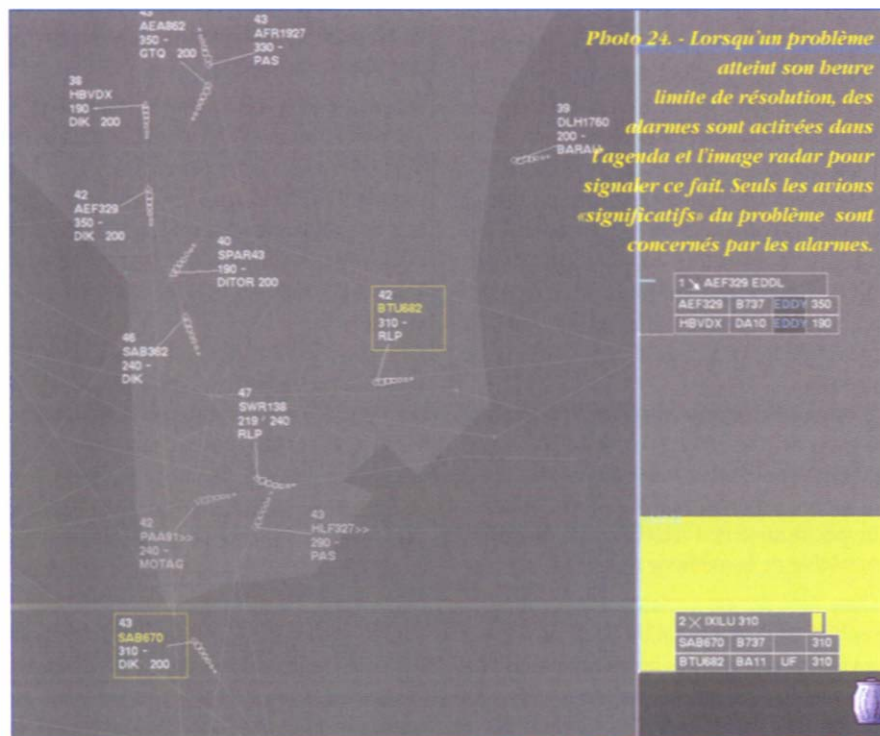 Photo 24. - Lorsqu'un problème
atteint son heure
limite de résolution, des
alarmes sont activées dans
l'agenda et l'image radar pour
signaler ce fait. Seuls les avions
«significatifs» du problème sont
concernés par les alarmes.
43
AEA862
350 -
GTQ 200
43
AFR1927
330 -
PAS
38
HBVDX
190
DIK 200
39
DLH1760
200 -
BARAU
42
AEF329
350 -
DIK 200
40
SPAR43
190 -
DITOR 200
42
BTU682
310 -
RLP
46
SAB362
240 -
DIK
47
SWR138
219 ' 240
RLP
42
PAA81>>
240 -
MOTAG
43
HLF327>>
290 -
PAS
43
SAB670
310 -
DIK 200
1 AEF329 EDDL
AEF329 B737 EDDY 350
HBVDX DA10 EDDY 190
2 IXILU 310
SAB670 B737 310
BTU682 BA11 UF 310